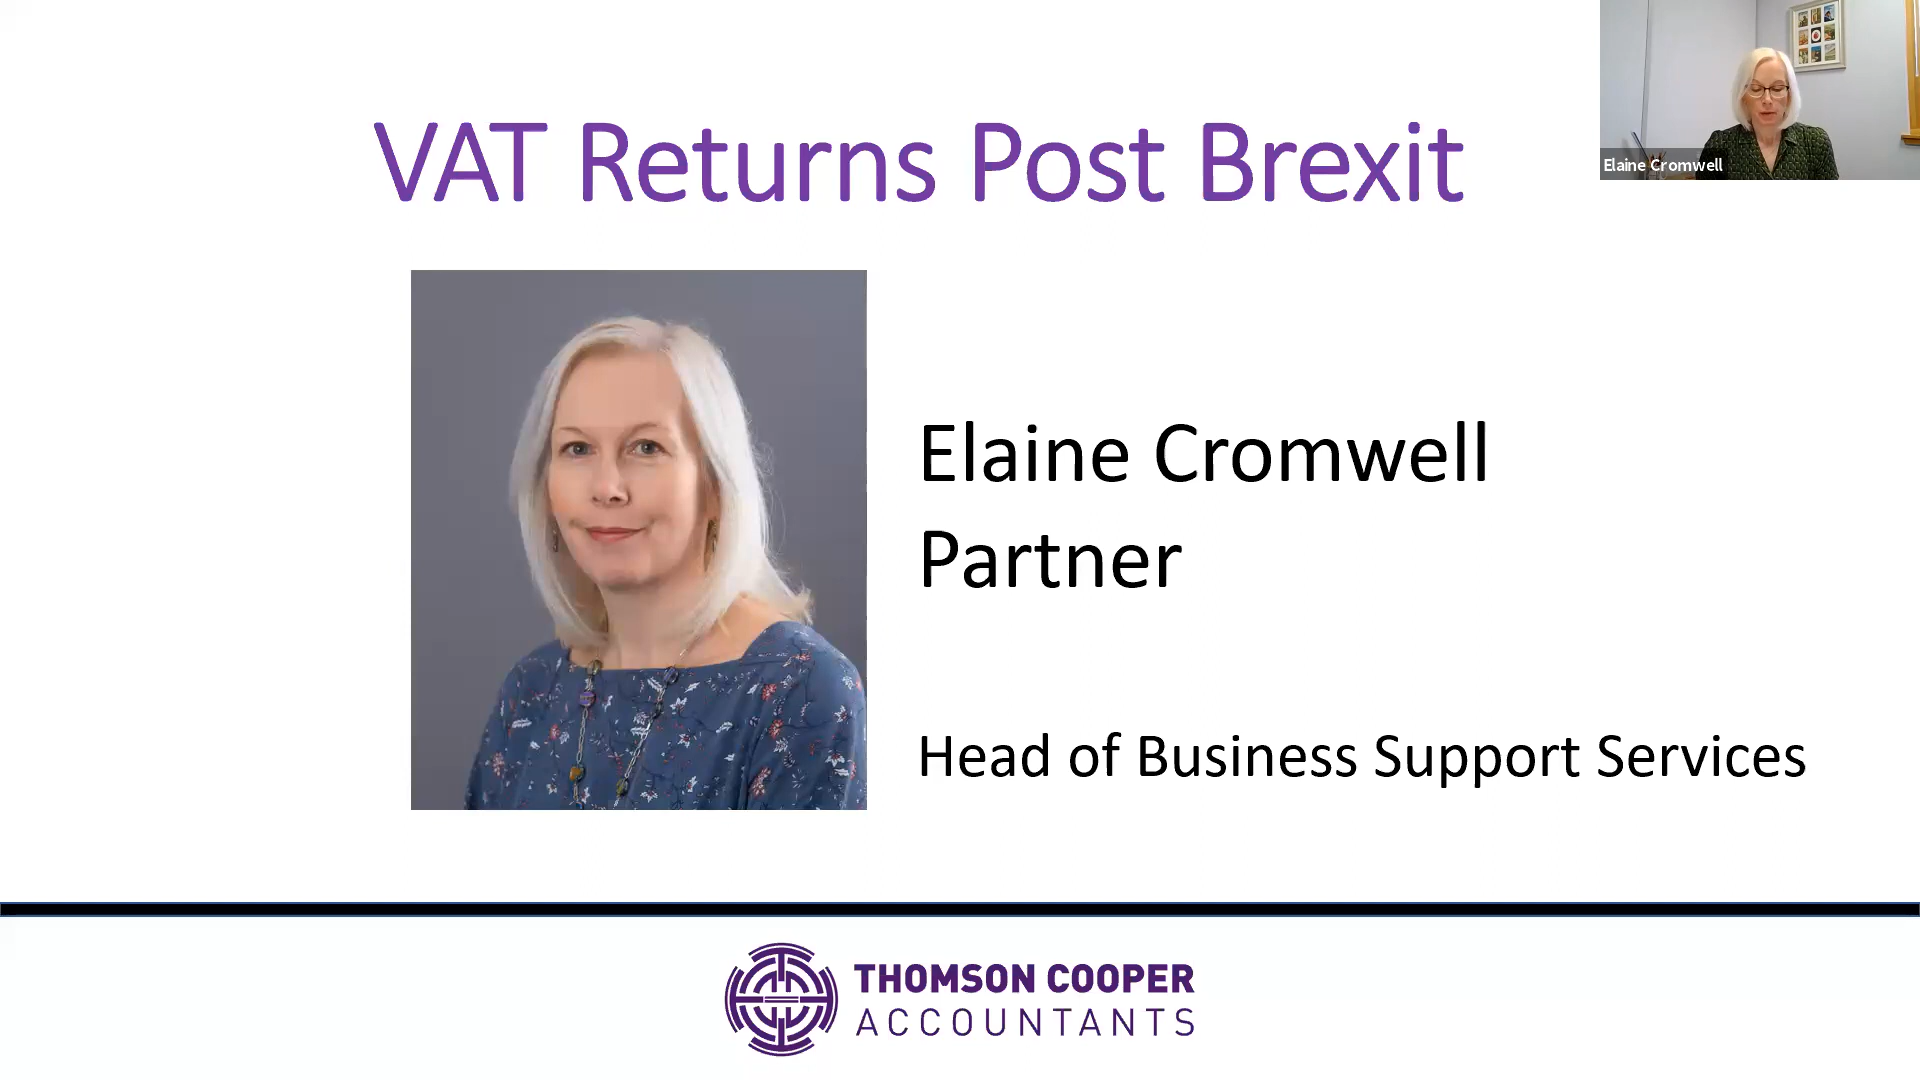 VAT Returns Post Brexit
Elaine Cromwell
Elaine Cromwell
Partner
Head of Business Support Services
THOMSON COOPER
ACCOUNTANTS